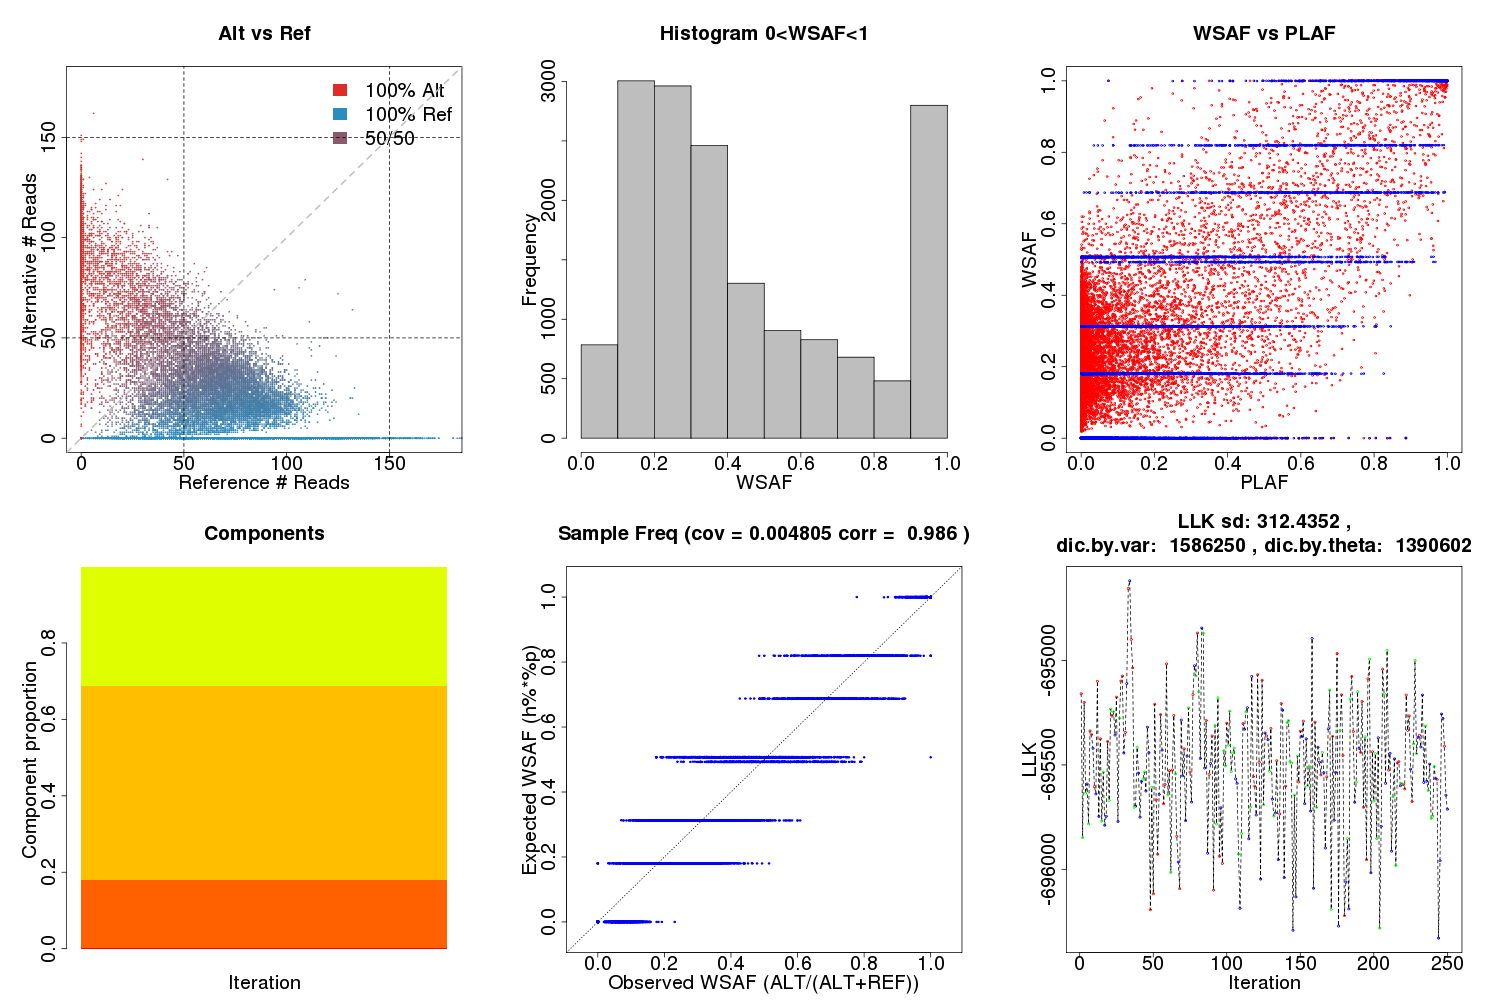 Alt vs Ref
100% Alt
100% Ref
50/50
Alternative # Reads
0 50 100 150
0 50 100 150
Reference # Reads
Histogram 0<WSAF<1
Frequency
0 500 1000 2000 3000
0.0 0.2 0.4 0.6 0.8 1.0
WSAF
WSAF vs PLAF
WSAF
0.0 0.2 0.4 0.6 0.8 1.0
0.0 0.2 0.4 0.6 0.8 1.0
PLAF
Components
Component proportion
0.0 0.2 0.4 0.6 0.8
Iteration
Sample Freq (cov = 0.004805 corr = 0.986 )
Expected WSAF (h%*%p)
0.0 0.2 0.4 0.6 0.8 1.0
0.0 0.2 0.4 0.6 0.8 1.0
Observed WSAF (ALT/(ALT+REF))
LLK sd: 312.4352 ,
dic.by.var: 1586250 , dic.by.theta: 1390602
LLK
-696000 -695500 -695000
0 50 100 150 200 250
Iteration